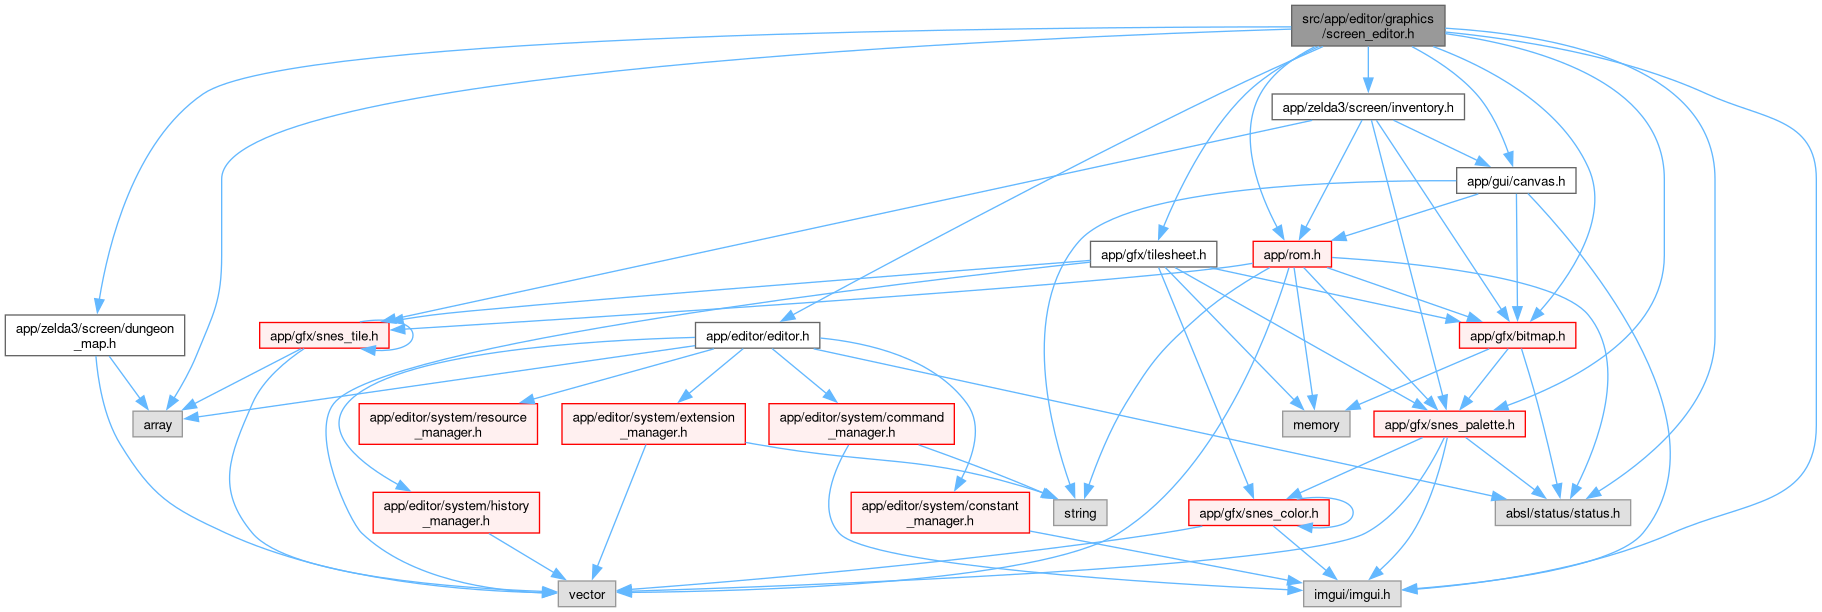 src/app/editor/graphics
/screen_editor.h
app/zelda3/screen/inventory.h
app/gui/canvas.h
app/gfx/tilesheet.h
app/rom.h
app/zelda3/screen/dungeon
_map.h
app/gfx/snes_tile.h
app/editor/editor.h
app/gfx/bitmap.h
array
app/editor/system/resource
_manager.h
app/editor/system/extension
_manager.h
app/editor/system/command
_manager.h
memory
app/gfx/snes_palette.h
app/editor/system/history
_manager.h
app/editor/system/constant
_manager.h
string
app/gfx/snes_color.h
absl/status/status.h
vector
imgui/imgui.h